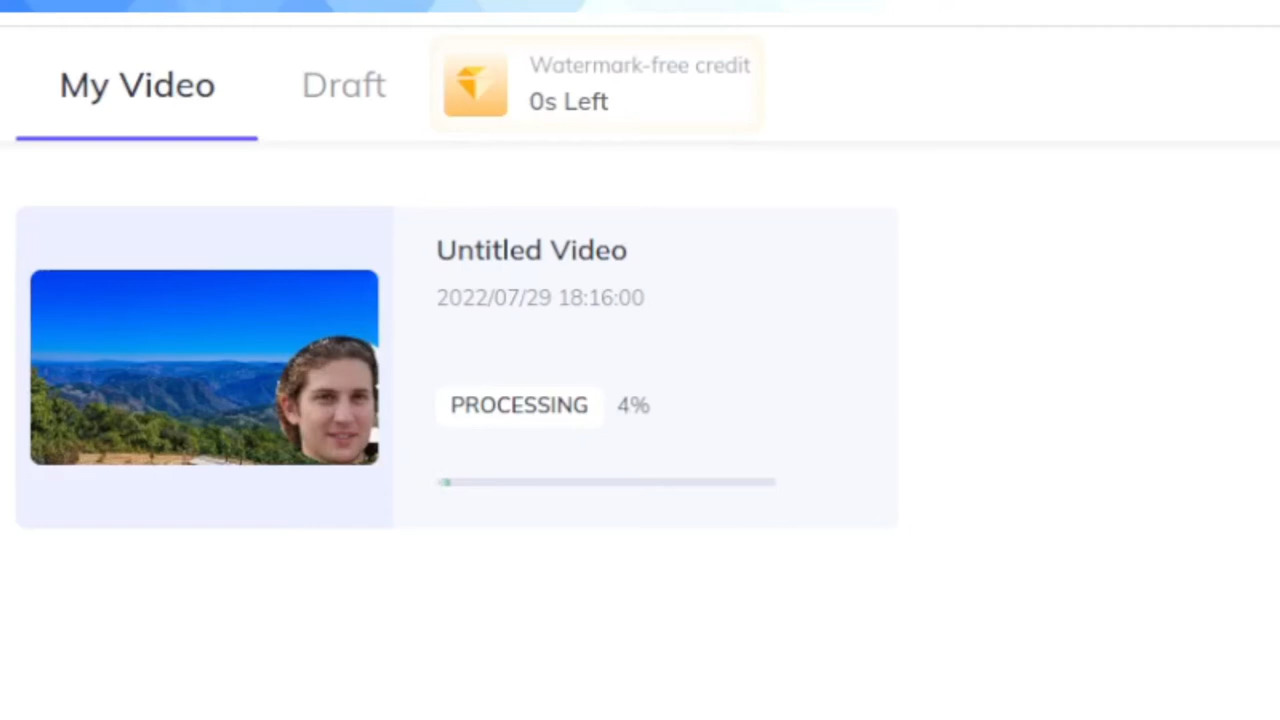 My Video
Draft
Watermark-free credit
0s Left
Untitled Video
2022/07/29 18:16:00
PROCESSING 4%